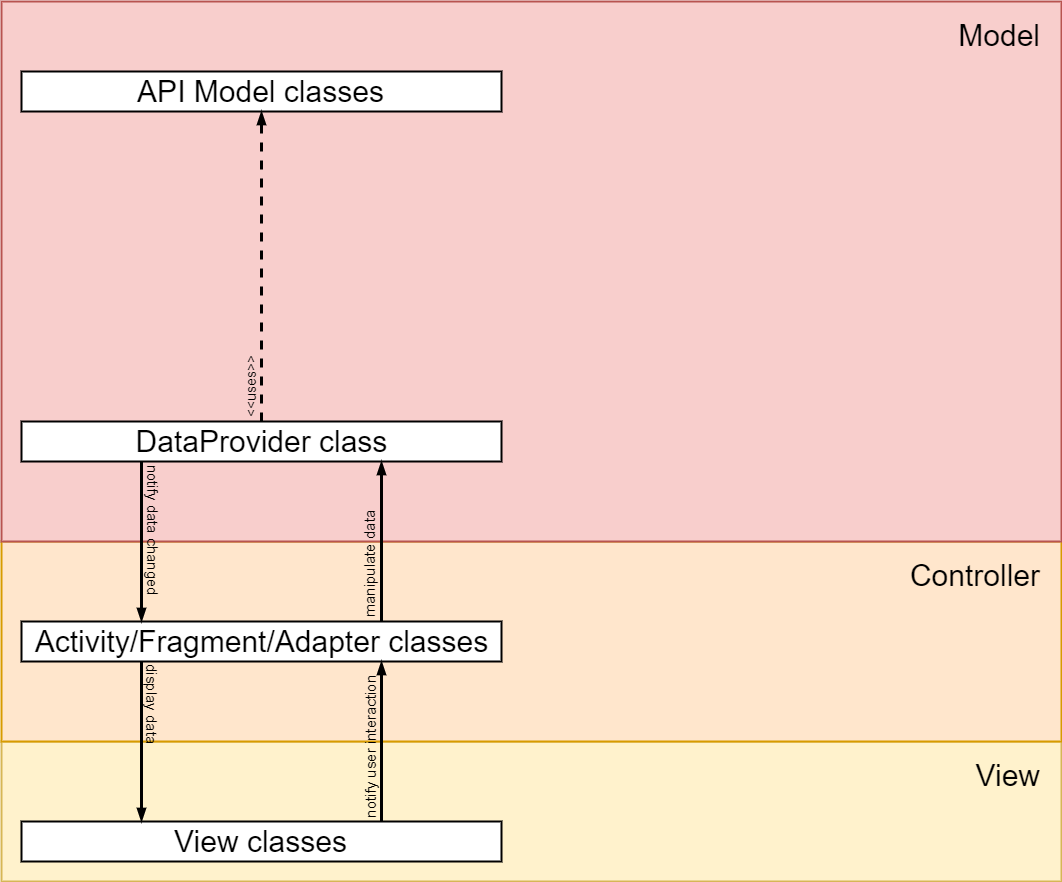 Model
API Model classes
<<uses>>
DataProvider class
notify data changed
manipulate data
Controller
Activity/Fragment/Adapter classes
display data
notify user interaction
View
View classes